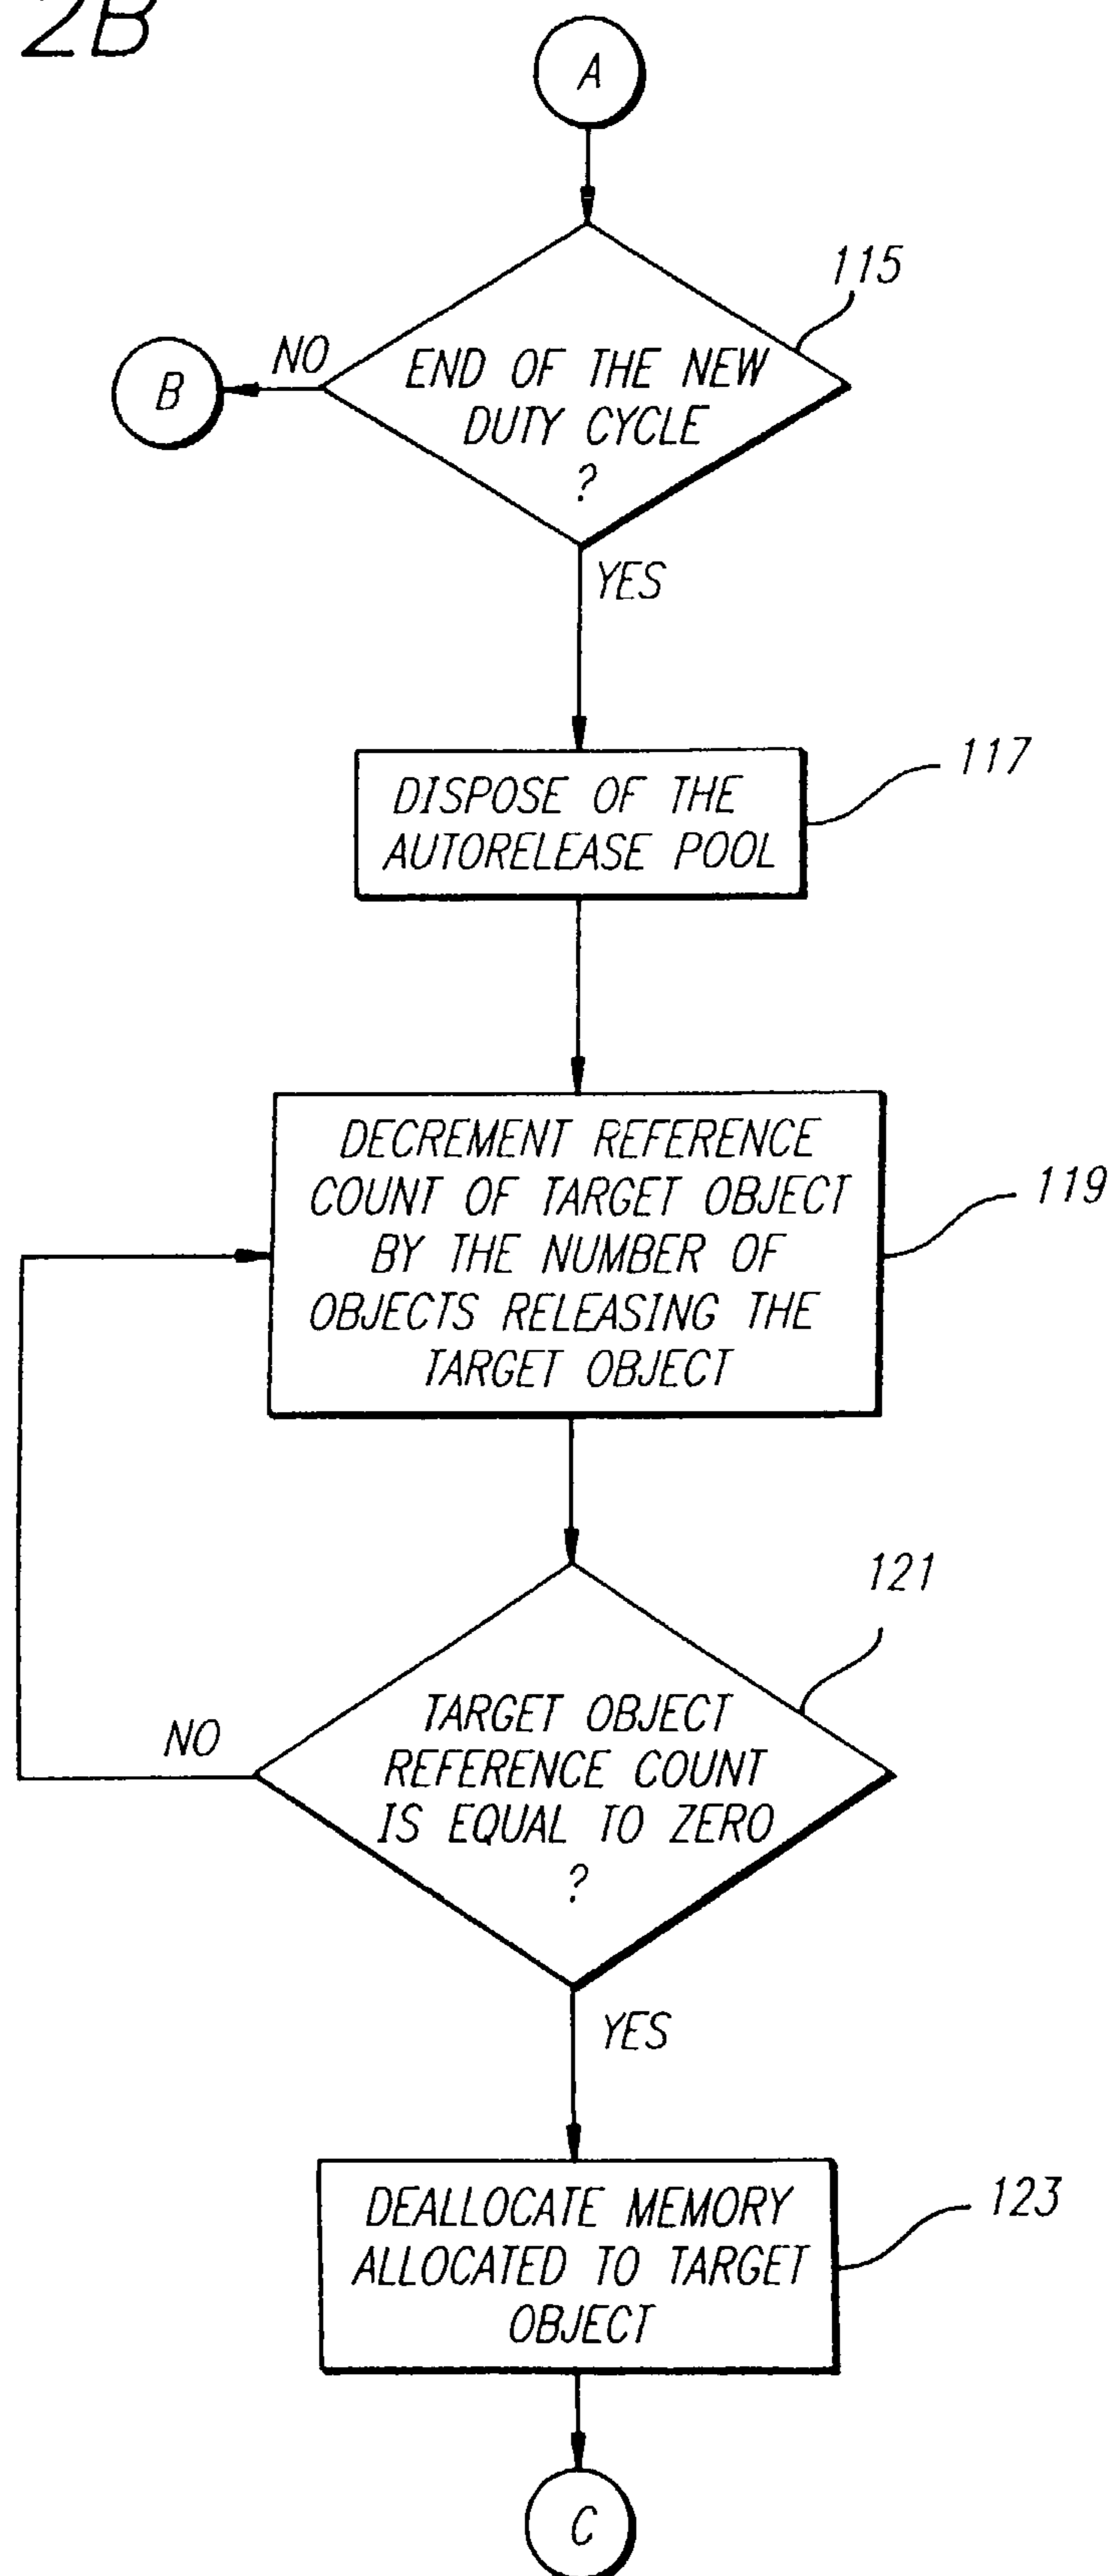 2B
A
115
END OF THE NEW
DUTY CYCLE
?
NO
B
YES
117
DISPOSE OF THE
AUTORELEASE POOL
DECREMENT REFERENCE
COUNT OF TARGET OBJECT
BY THE NUMBER OF
OBJECTS RELEASING THE
TARGET OBJECT
119
121
TARGET OBJECT
REFERENCE COUNT
IS EQUAL TO ZERO
?
NO
YES
123
DEALLOCATE MEMORY
ALLOCATED TO TARGET
OBJECT
C